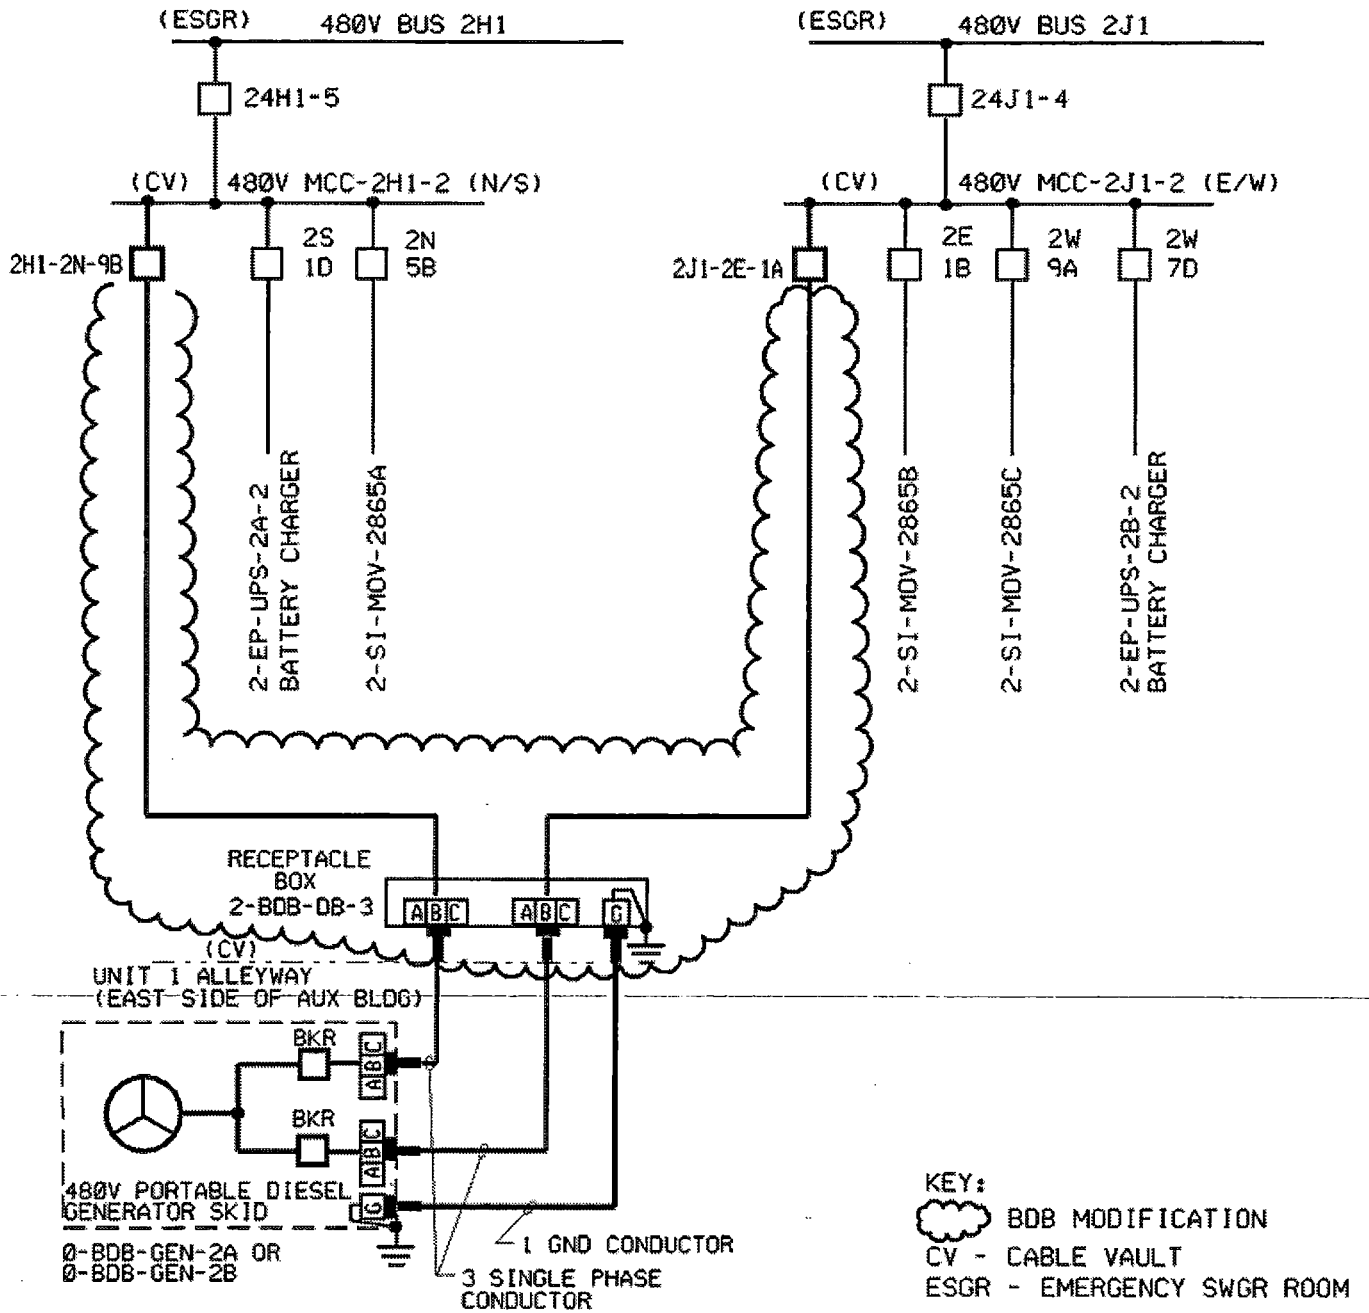 (ESGR) 480V BUS 2H1
(ESGR) 480V BUS 2J1
24H1-5
24J1-4
(CV) 480V MCC-2H1-2 (N/S)
(CV) 480V MCC-2J1-2 (E/W)
2H1-2N-9B
2S
1D
2N
5B
2J1-2E-1A
2E
1B
2W
9A
2W
7D
2-EP-UPS-2A-2
BATTERY CHARGER
2-SI-MOV-2865A
2-SI-MOV-2865B
2-SI-MOV-2865C
2-EP-UPS-2B-2
BATTERY CHARGER
RECEPTACLE
BOX
2-BDB-DB-3
A B C
A B C
G
(CV)
UNIT 1 ALLEYWAY
(EAST SIDE OF AUX BLDG)
BKR
A B C
BKR
A B C
G
480V PORTABLE DIESEL
GENERATOR SKID
0-BDB-GEN-2A OR
0-BDB-GEN-2B
1 GND CONDUCTOR
3 SINGLE PHASE
CONDUCTOR
KEY:
BDB MODIFICATION
CV - CABLE VAULT
ESGR - EMERGENCY SWGR ROOM